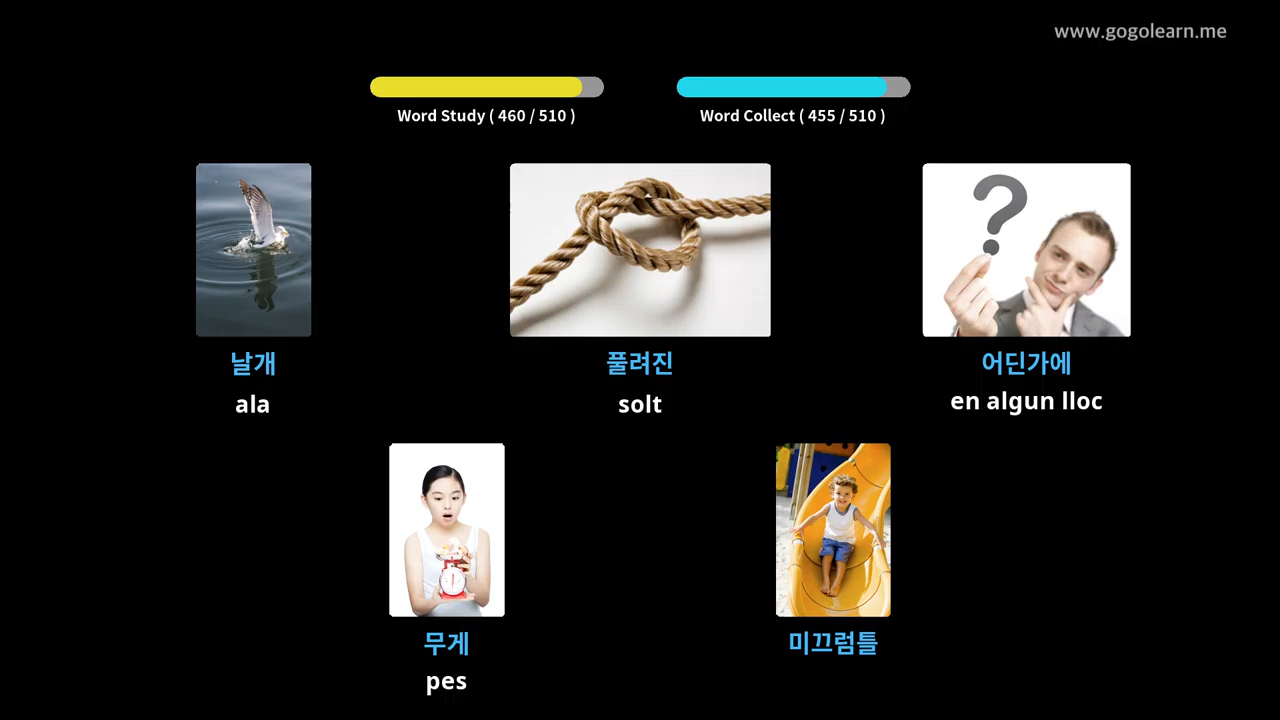 www.gogolearn.me
Word Study ( 460 / 510 )
Word Collect ( 455 / 510 )
날개
ala
풀려진
solt
어딘가에
en algun lloc
무게
pes
미끄럼틀